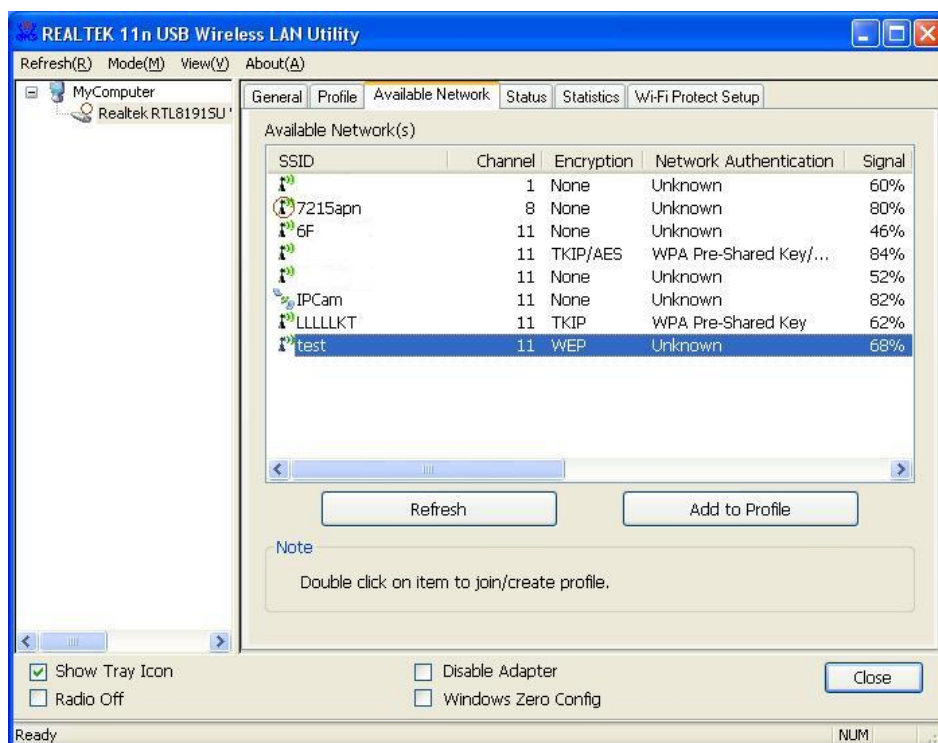 REALTEK 11n USB Wireless LAN Utility
Refresh(R) Mode(M) View(V) About(A)
MyComputer
Realtek RTL8191SU '
General Profile Available Network Status Statistics Wi-Fi Protect Setup
Available Network(s)
SSID Channel Encryption Network Authentication Signal
1 None Unknown 60%
7215apn 8 None Unknown 80%
6F 11 None Unknown 46%
11 TKIP/AES WPA Pre-Shared Key/... 84%
11 None Unknown 52%
IPCam 11 None Unknown 82%
LLLLLKT 11 TKIP WPA Pre-Shared Key 62%
test 11 WEP Unknown 68%
Refresh Add to Profile
Note
Double click on item to join/create profile.
Show Tray Icon Disable Adapter Close
Radio Off Windows Zero Config
Ready NUM